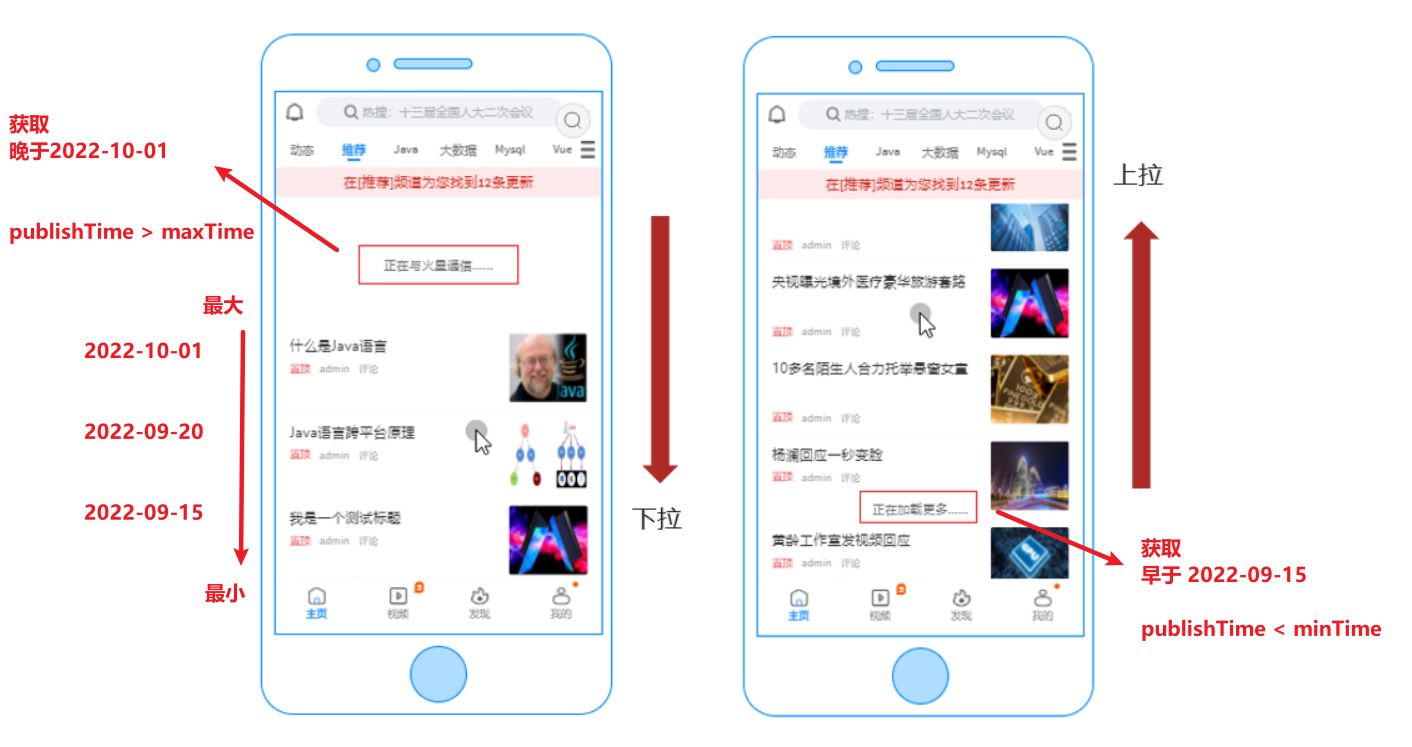 获取
晚于2022-10-01
publishTime > maxTime
最大
2022-10-01
2022-09-20
2022-09-15
最小
热搜：十三届全国人大二次会议
动态 推荐 Java 大数据 Mysql Vue
在[推荐]频道为您找到12条更新
正在与火星通信......
什么是Java语言
置顶 admin 评论
Java
Java语言跨平台原理
置顶 admin 评论
我是一个测试标题
置顶 admin 评论
主页 视频 发现 我的
下拉
热搜：十三届全国人大二次会议
动态 推荐 Java 大数据 Mysql Vue
在[推荐]频道为您找到12条更新
置顶 admin 评论
央视曝光境外医疗豪华旅游套路
置顶 admin 评论
10多名陌生人合力托举悬窗女童
置顶 admin 评论
杨澜回应一秒变脸
置顶 admin 评论
正在加载更多......
黄龄工作室发视频回应
置顶 admin 评论
主页 视频 发现 我的
上拉
获取
早于 2022-09-15
publishTime < minTime